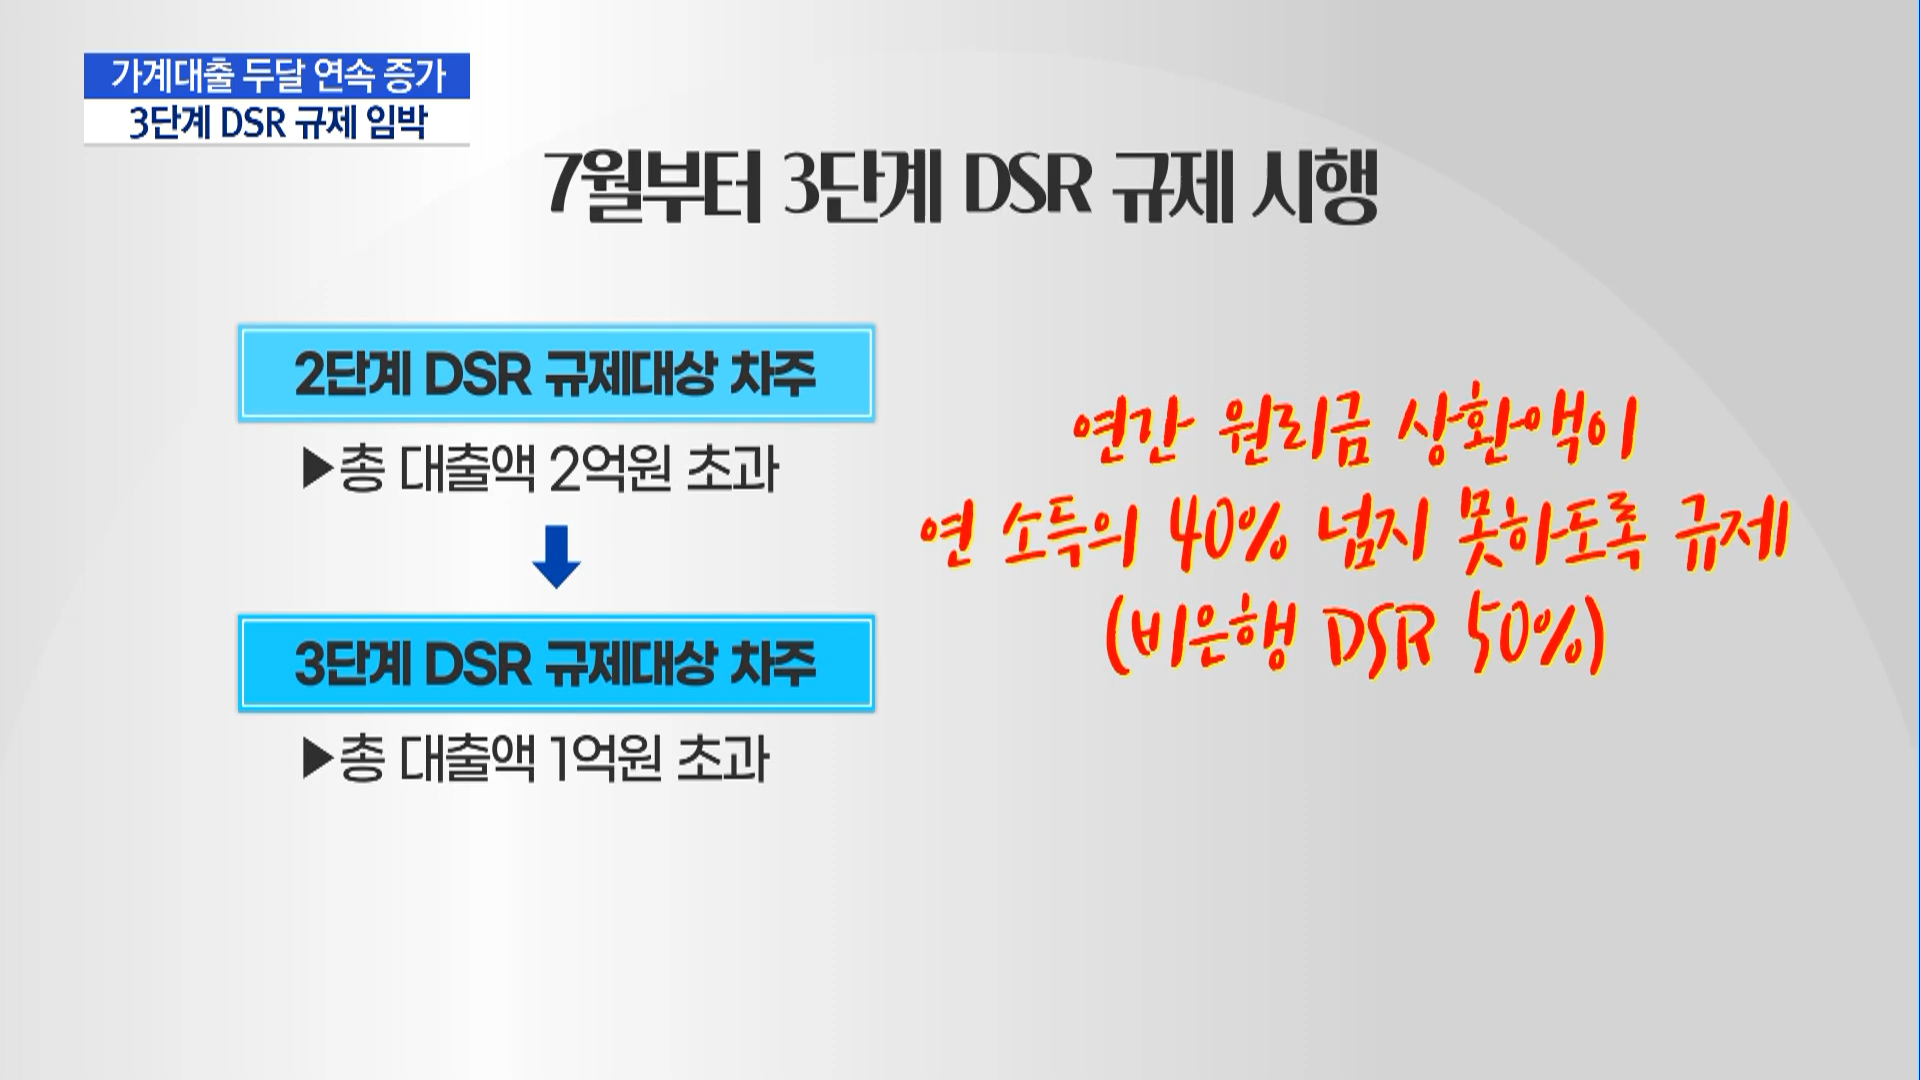 가계대출 두달 연속 증가
3단계 DSR 규제 임박
7월부터 3단계 DSR 규제 시행
2단계 DSR 규제대상 차주
▶총 대출액 2억원 초과
3단계 DSR 규제대상 차주
▶총 대출액 1억원 초과
연간 원리금 상환액이
연 소득의 40% 넘지 못하도록 규제
(비은행 DSR 50%)